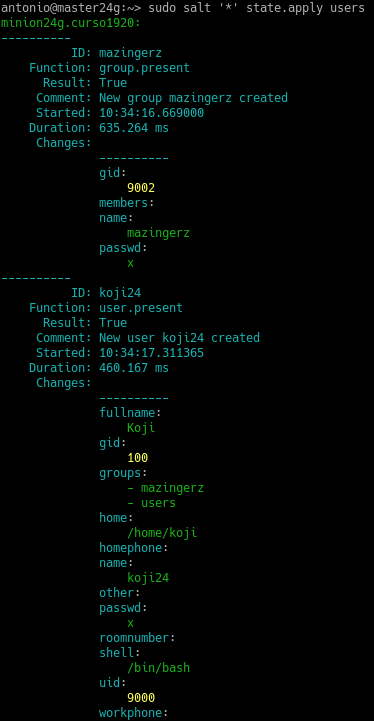 antonio@master24g:~> sudo salt '*' state.apply users
minion24g.curso1920:
----------
          ID: mazingerz
    Function: group.present
      Result: True
     Comment: New group mazingerz created
     Started: 10:34:16.669000
    Duration: 635.264 ms
     Changes:
              ----------
              gid:
                  9002
              members:
              name:
                  mazingerz
              passwd:
                  x
----------
          ID: koji24
    Function: user.present
      Result: True
     Comment: New user koji24 created
     Started: 10:34:17.311365
    Duration: 460.167 ms
     Changes:
              ----------
              fullname:
                  Koji
              gid:
                  100
              groups:
                  - mazingerz
                  - users
              home:
                  /home/koji
              homephone:
              name:
                  koji24
              other:
              passwd:
                  x
              roomnumber:
              shell:
                  /bin/bash
              uid:
                  9000
              workphone: